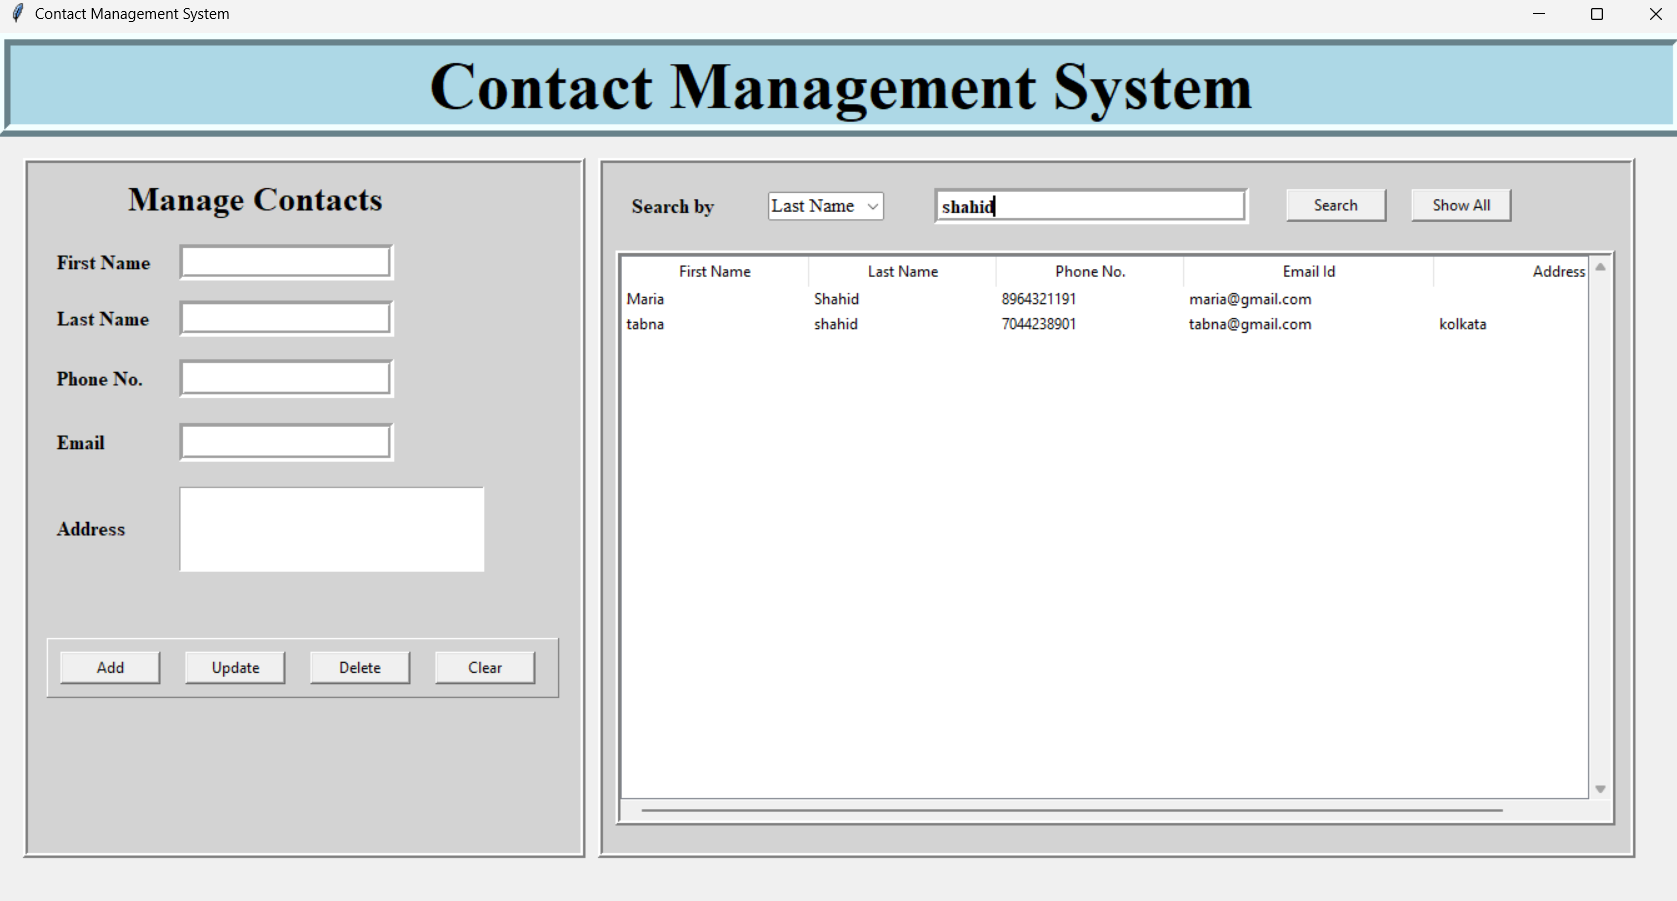 Contact Management System
Contact Management System
Manage Contacts
First Name
Last Name
Phone No.
Email
Address
Add Update Delete Clear
Search by Last Name shahid Search Show All
First Name Last Name Phone No. Email Id Address
Maria Shahid 8964321191 maria@gmail.com
tabna shahid 7044238901 tabna@gmail.com kolkata